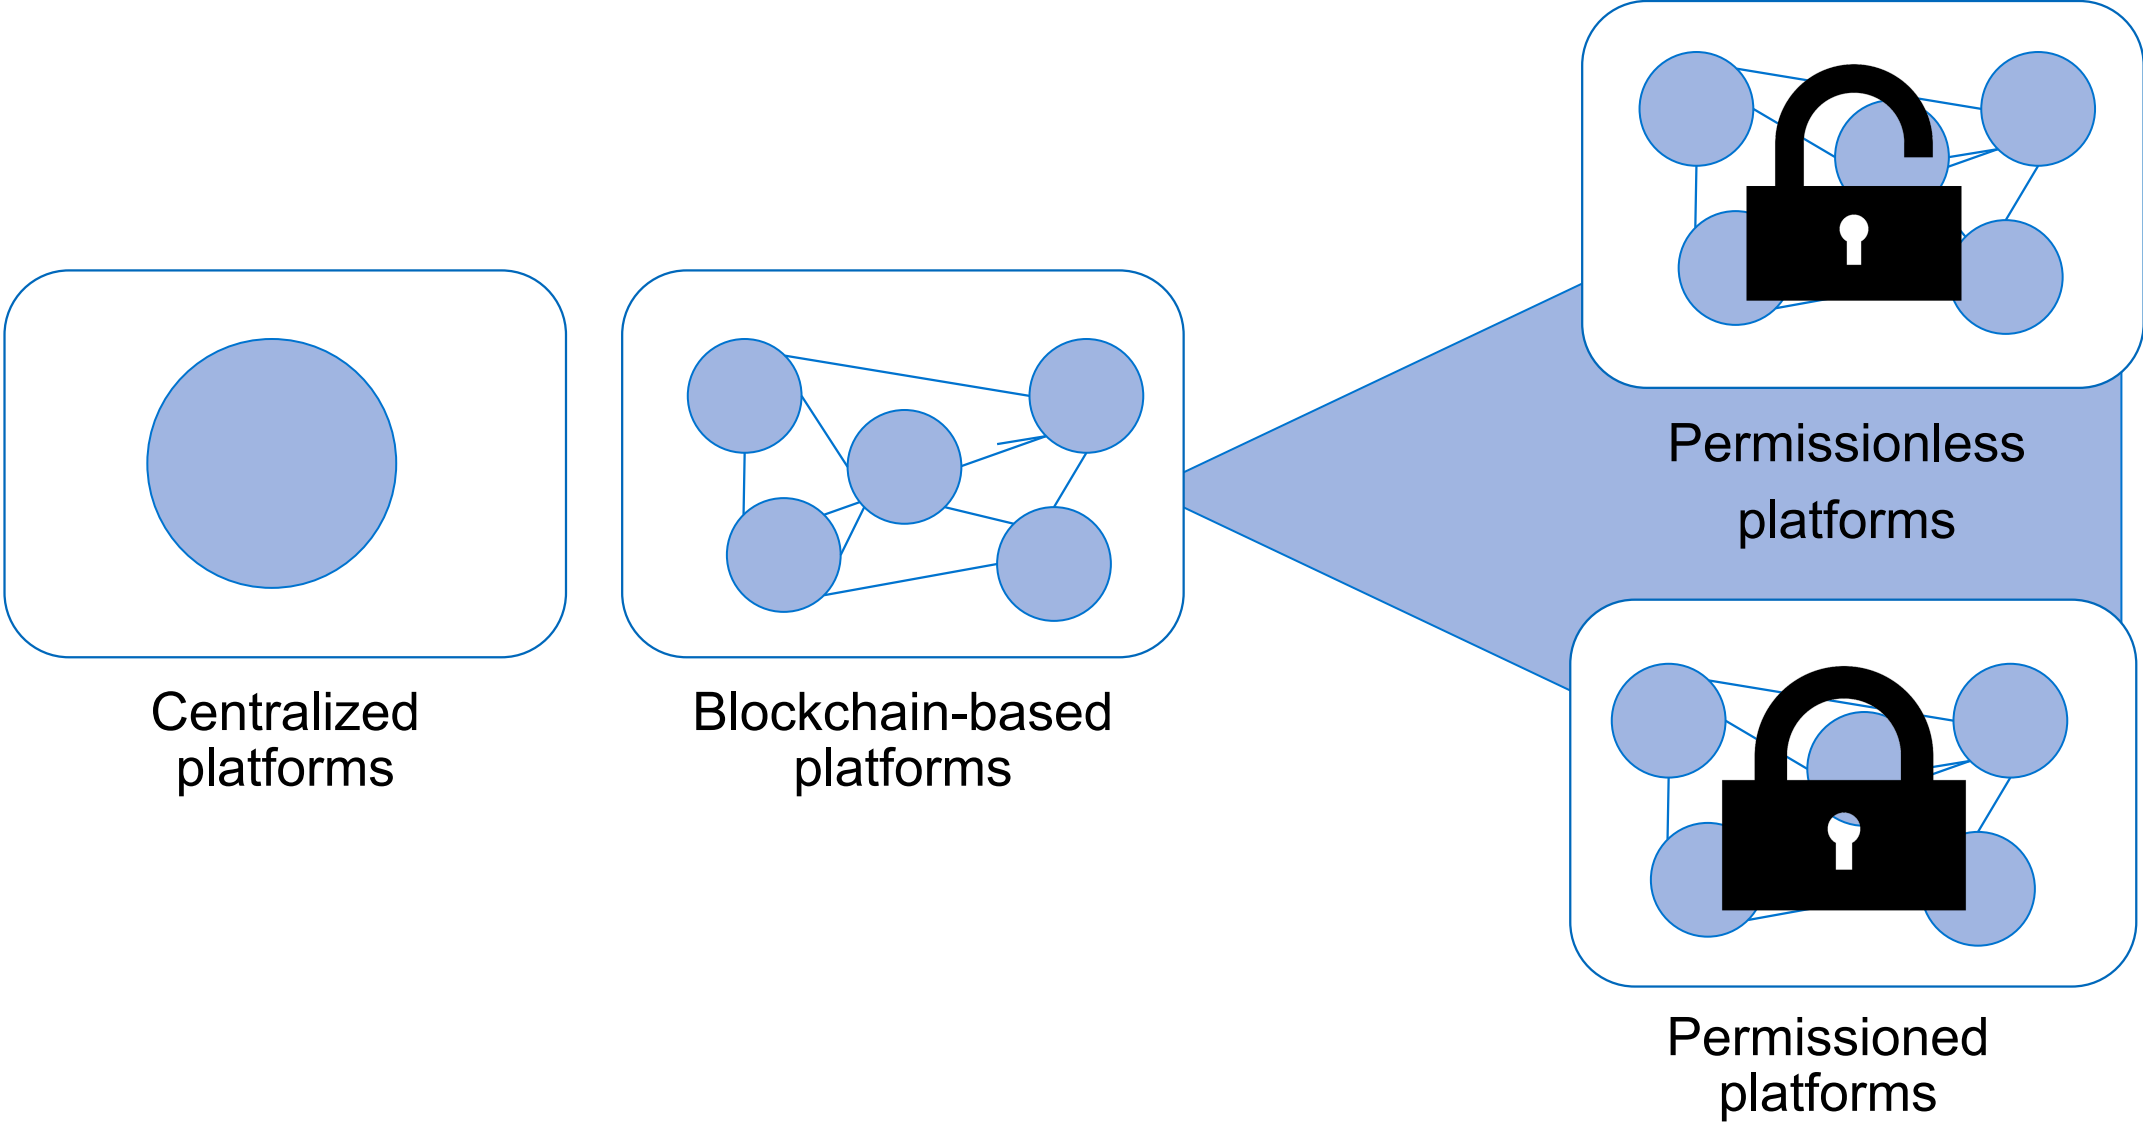 Centralized
platforms
Blockchain-based
platforms
Permissionless
platforms
Permissioned
platforms